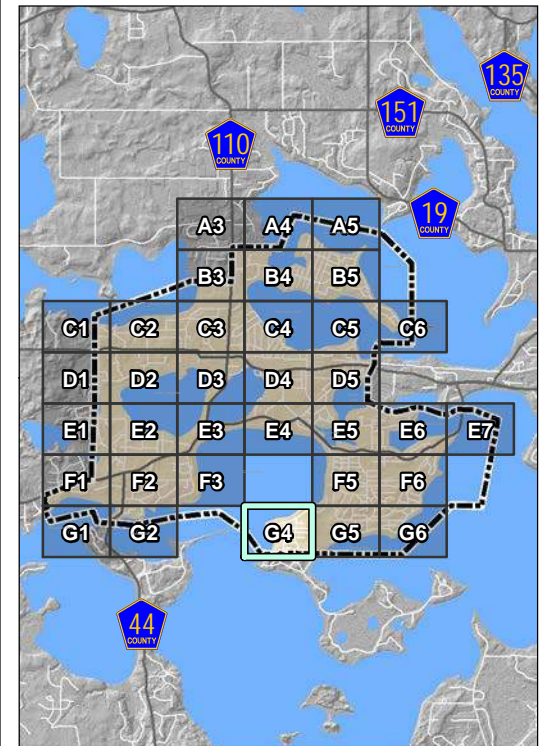 135
COUNTY
151
COUNTY
110
COUNTY
19
COUNTY
A3 A4 A5
B3 B4 B5
C1 C2 C3 C4 C5 C6
D1 D2 D3 D4 D5
E1 E2 E3 E4 E5 E6 E7
F1 F2 F3 F5 F6
G1 G2 G4 G5 G6
44
COUNTY